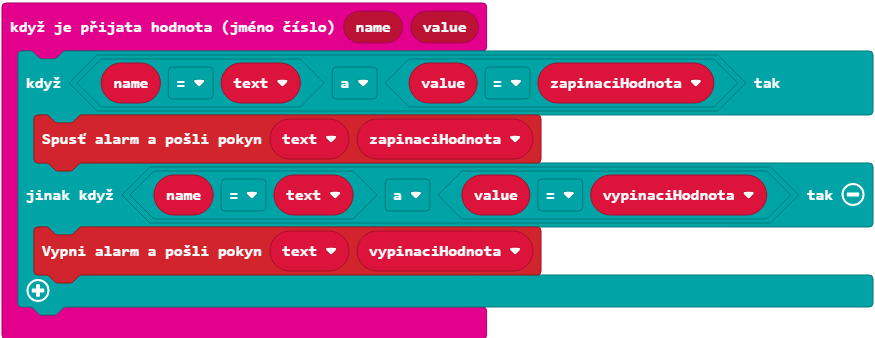 když je přijata hodnota (jméno číslo) name value
když name = text a value = zapinaciHodnota tak
Spusť alarm a pošli pokyn text zapinaciHodnota
jinak když name = text a value = vypinaciHodnota tak
Vypni alarm a pošli pokyn text vypinaciHodnota